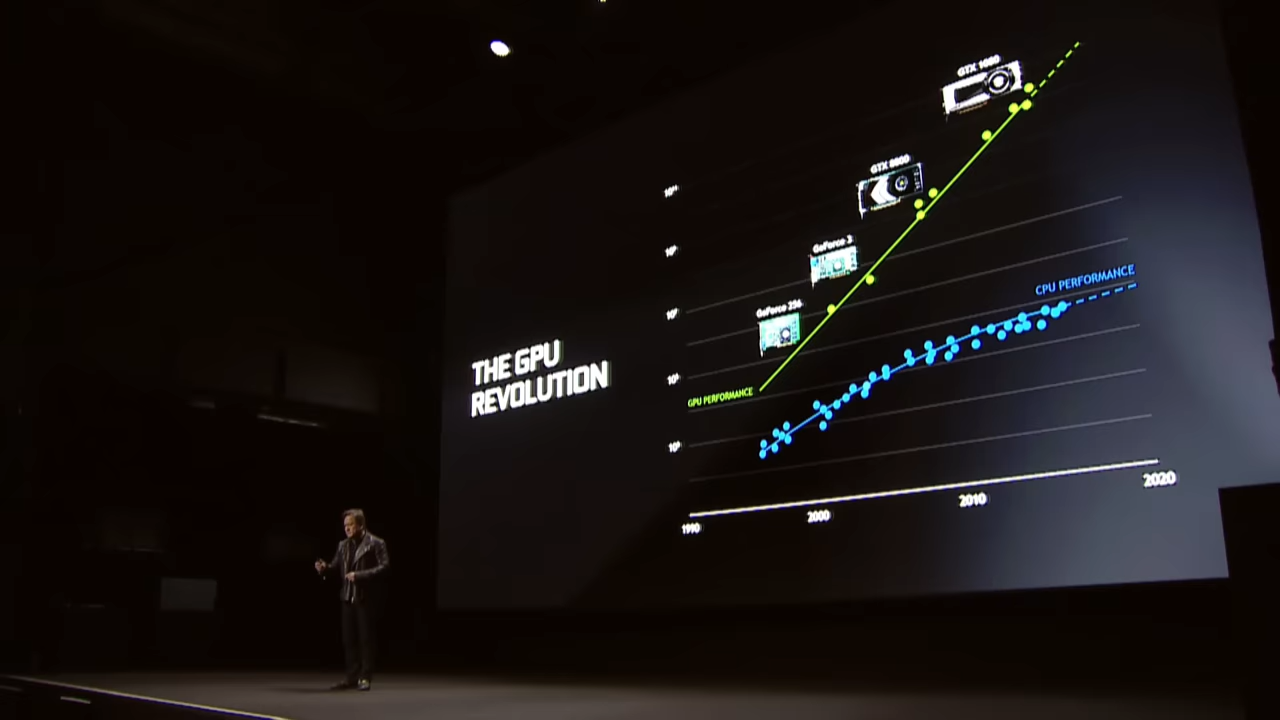 GTX 1080
GTX 8800
GeForce 3
GeForce 256
CPU PERFORMANCE
THE GPU
REVOLUTION
GPU PERFORMANCE
1990
2000
2010
2020